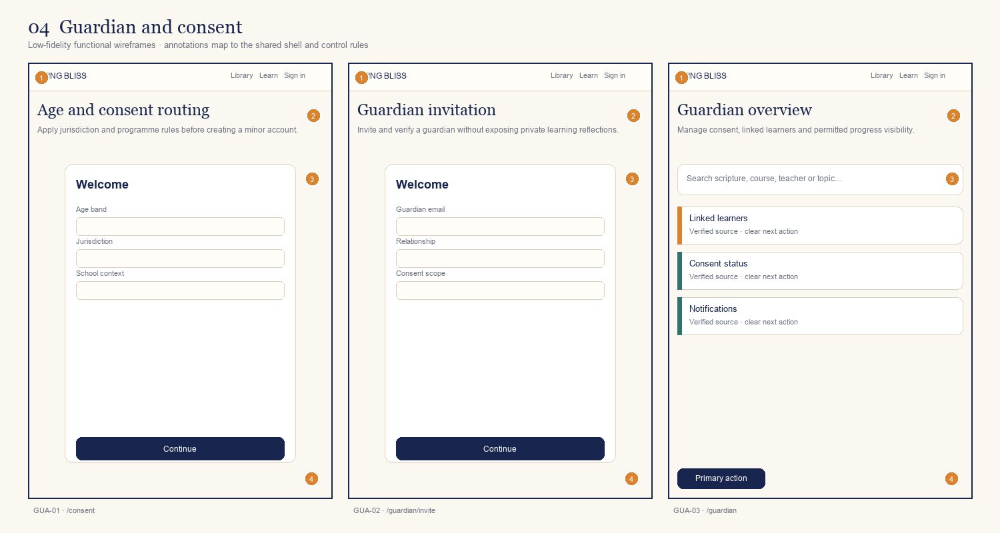 04 Guardian and consent
Low-fidelity functional wireframes · annotations map to the shared shell and control rules
1 ING BLISS Library Learn Sign in
Age and consent routing
2
Apply jurisdiction and programme rules before creating a minor account.
Welcome
3
Age band
Jurisdiction
School context
Continue
4
GUA-01 · /consent
1 ING BLISS Library Learn Sign in
Guardian invitation
2
Invite and verify a guardian without exposing private learning reflections.
Welcome
3
Guardian email
Relationship
Consent scope
Continue
4
GUA-02 · /guardian/invite
1 ING BLISS Library Learn Sign in
Guardian overview
2
Manage consent, linked learners and permitted progress visibility.
Search scripture, course, teacher or topic…
3
Linked learners
Verified source · clear next action
Consent status
Verified source · clear next action
Notifications
Verified source · clear next action
Primary action
4
GUA-03 · /guardian